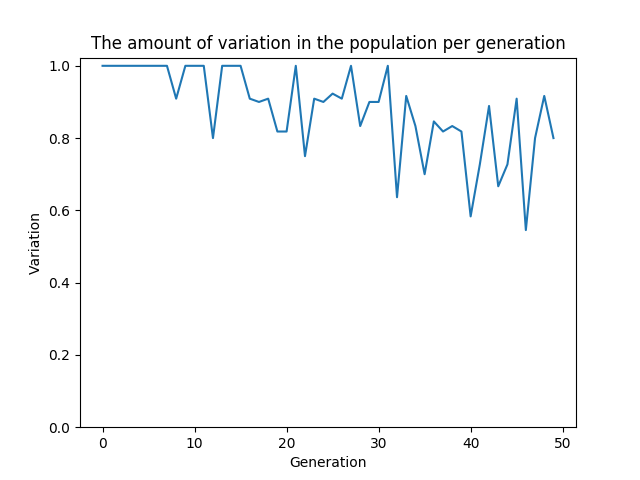 The amount of variation in the population per generation
1.0
0.8
0.6
0.4
0.2
0.0
Variation
0 10 20 30 40 50
Generation